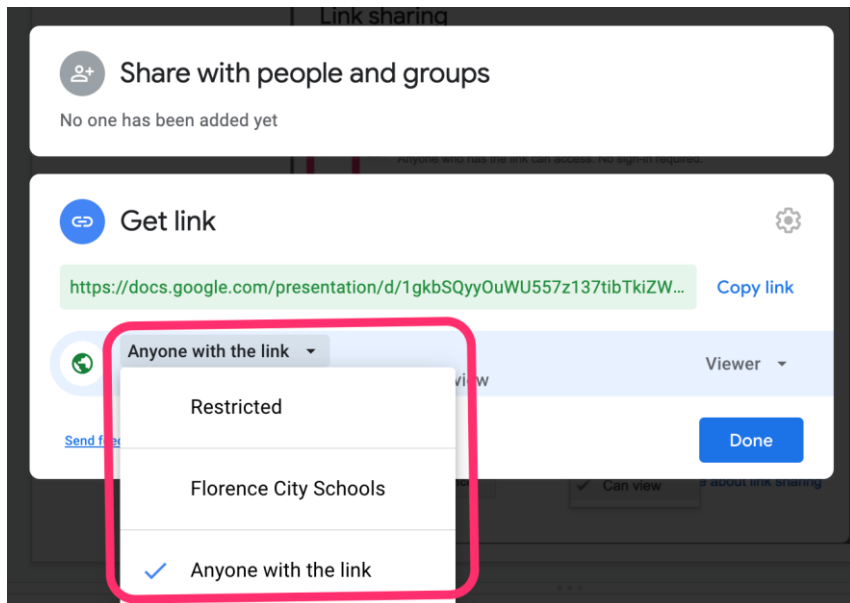 Link sharing
Share with people and groups
No one has been added yet
Anyone who has the link can access. No sign-in required.
Get link
https://docs.google.com/presentation/d/1gkbSQyyOuWU557z137tibTkiZW...
Copy link
Anyone with the link
view
Viewer
Restricted
Send fee
Done
Florence City Schools
Can view
about link sharing
Anyone with the link